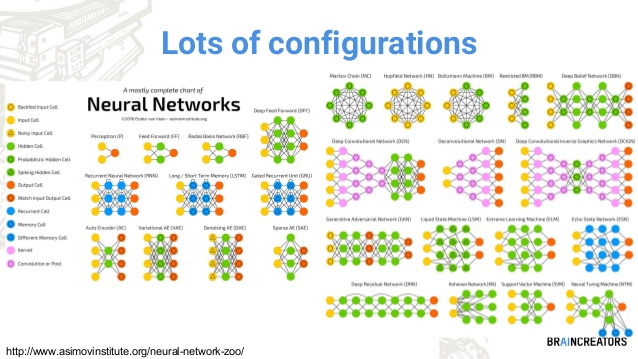 Lots of configurations
A mostly complete chart of
Neural Networks
©2016 Fjodor van Veen - asimovinstitute.org
Backfed Input Cell
Input Cell
Noisy Input Cell
Hidden Cell
Probablistic Hidden Cell
Spiking Hidden Cell
Output Cell
Match Input Output Cell
Recurrent Cell
Memory Cell
Different Memory Cell
Kernel
Convolution or Pool
Deep Feed Forward (DFF)
Perceptron (P)
Feed Forward (FF)
Radial Basis Network (RBF)
Recurrent Neural Network (RNN)
Long / Short Term Memory (LSTM)
Gated Recurrent Unit (GRU)
Auto Encoder (AE)
Variational AE (VAE)
Denoising AE (DAE)
Sparse AE (SAE)
Markov Chain (MC)
Hopfield Network (HN)
Boltzmann Machine (BM)
Restricted BM (RBM)
Deep Belief Network (DBN)
Deep Convolutional Network (DCN)
Deconvolutional Network (DN)
Deep Convolutional Inverse Graphics Network (DCIGN)
Generative Adversarial Network (GAN)
Liquid State Machine (LSM)
Extreme Learning Machine (ELM)
Echo State Network (ESN)
Deep Residual Network (DRN)
Kohonen Network (KN)
Support Vector Machine (SVM)
Neural Turing Machine (NTM)
http://www.asimovinstitute.org/neural-network-zoo/
BRAINCREATORS